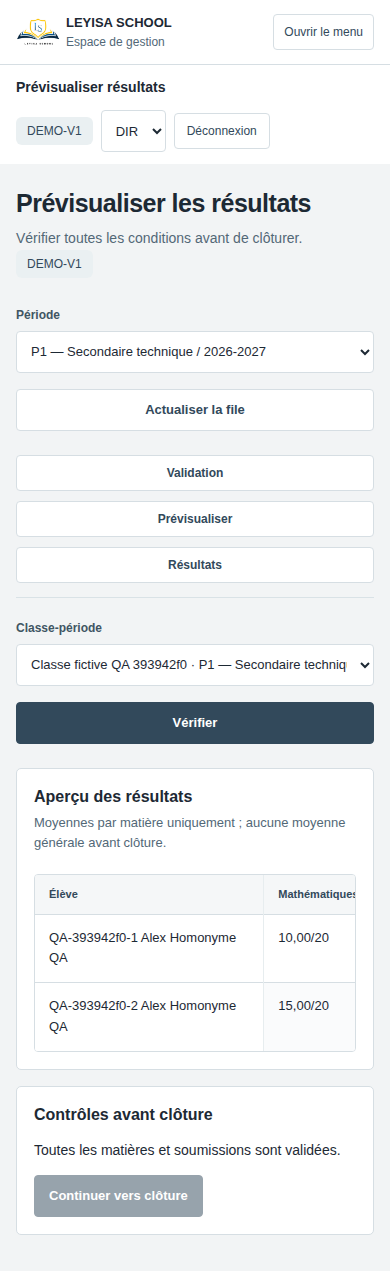 LEYISA SCHOOL
Espace de gestion
Ouvrir le menu
Prévisualiser résultats
DEMO-V1
DIR
Déconnexion
Prévisualiser les résultats
Vérifier toutes les conditions avant de clôturer.
DEMO-V1
Période
P1 — Secondaire technique / 2026-2027
Actualiser la file
Validation
Prévisualiser
Résultats
Classe-période
Classe fictive QA 393942f0 · P1 — Secondaire techniq
Vérifier
Aperçu des résultats
Moyennes par matière uniquement ; aucune moyenne
générale avant clôture.
Élève
Mathématiques
QA-393942f0-1 Alex Homonyme
QA
10,00/20
QA-393942f0-2 Alex Homonyme
QA
15,00/20
Contrôles avant clôture
Toutes les matières et soumissions sont validées.
Continuer vers clôture